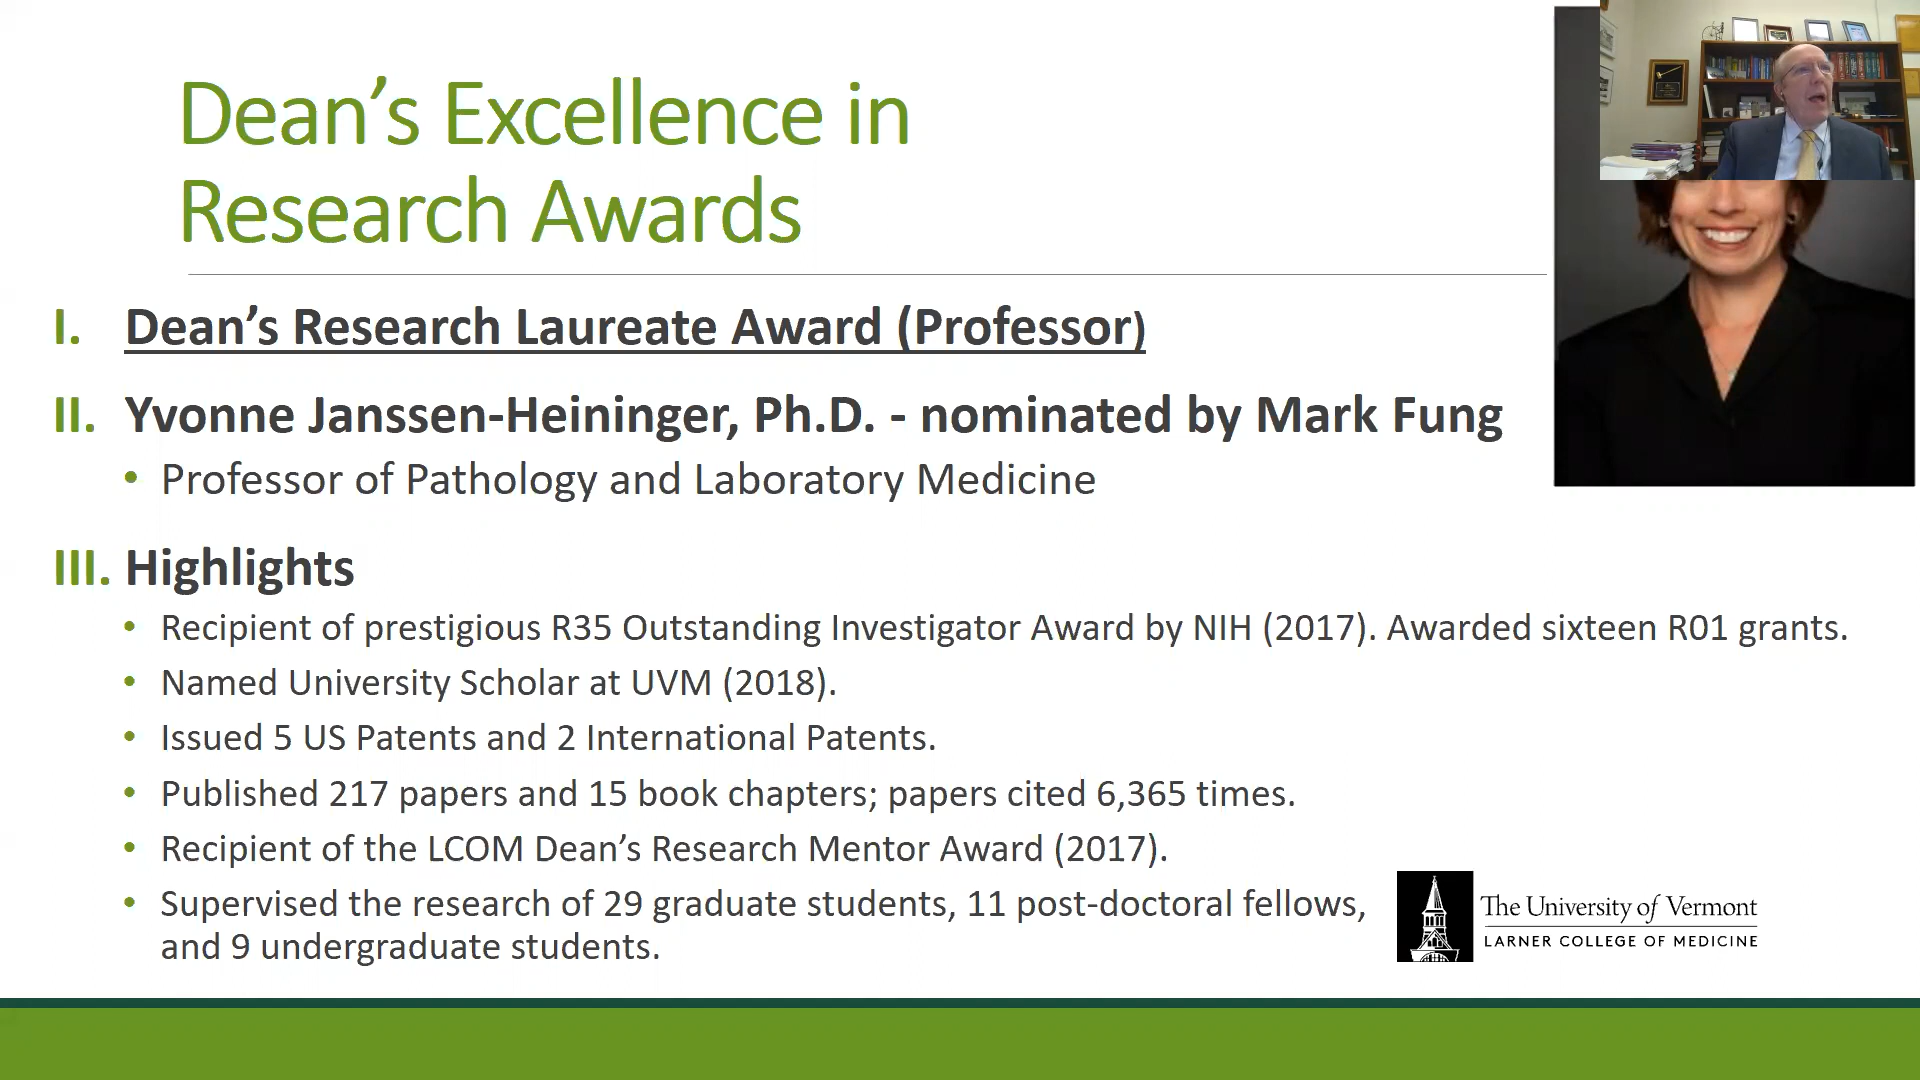 Dean’s Excellence in
Research Awards
I. Dean’s Research Laureate Award (Professor)
II. Yvonne Janssen-Heininger, Ph.D. - nominated by Mark Fung
• Professor of Pathology and Laboratory Medicine
III. Highlights
• Recipient of prestigious R35 Outstanding Investigator Award by NIH (2017). Awarded sixteen R01 grants.
• Named University Scholar at UVM (2018).
• Issued 5 US Patents and 2 International Patents.
• Published 217 papers and 15 book chapters; papers cited 6,365 times.
• Recipient of the LCOM Dean’s Research Mentor Award (2017).
• Supervised the research of 29 graduate students, 11 post-doctoral fellows,
and 9 undergraduate students.
The University of Vermont
LARNER COLLEGE OF MEDICINE